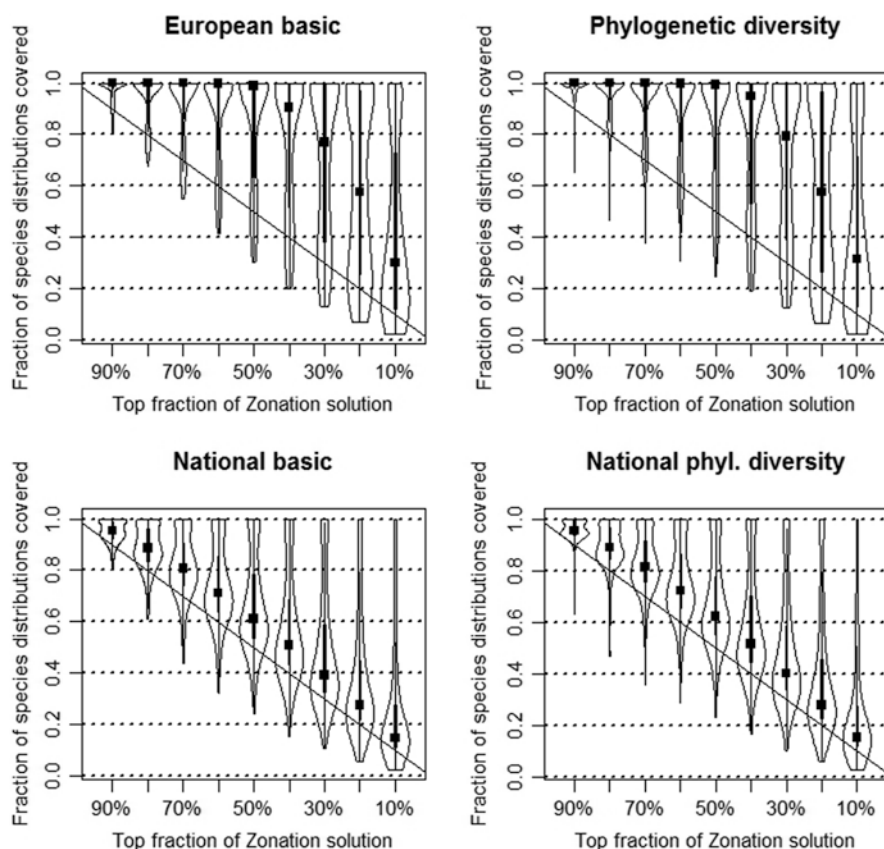 European basic
Fraction of species distributions covered
1.0
0.8
0.6
0.4
0.2
0.0
90% 70% 50% 30% 10%
Top fraction of Zonation solution
Phylogenetic diversity
Fraction of species distributions covered
1.0
0.8
0.6
0.4
0.2
0.0
90% 70% 50% 30% 10%
Top fraction of Zonation solution
National basic
Fraction of species distributions covered
1.0
0.8
0.6
0.4
0.2
0.0
90% 70% 50% 30% 10%
Top fraction of Zonation solution
National phyl. diversity
Fraction of species distributions covered
1.0
0.8
0.6
0.4
0.2
0.0
90% 70% 50% 30% 10%
Top fraction of Zonation solution